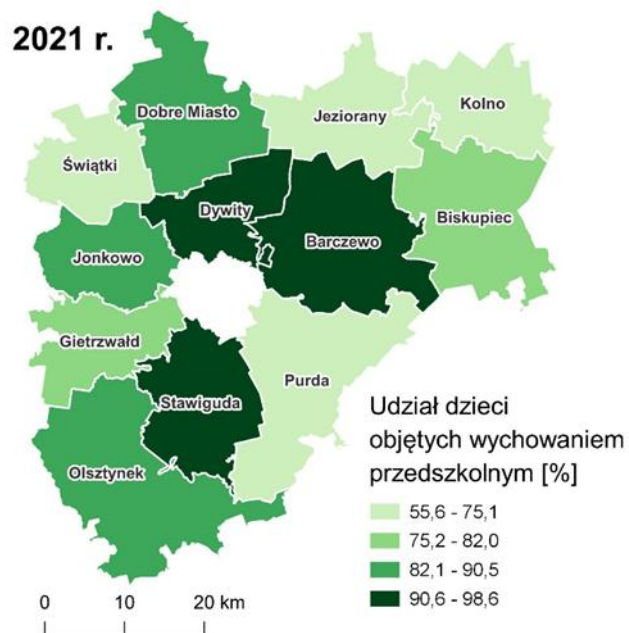 2021 r.
Dobre Miasto
Jeziorany
Kolno
Świątki
Dywity
Biskupiec
Barczewo
Jonkowo
Gietrzwałd
Purda
Stawiguda
Olsztynek
Udział dzieci
objętych wychowaniem
przedszkolnym [%]
55,6 - 75,1
75,2 - 82,0
82,1 - 90,5
90,6 - 98,6
0 10 20 km